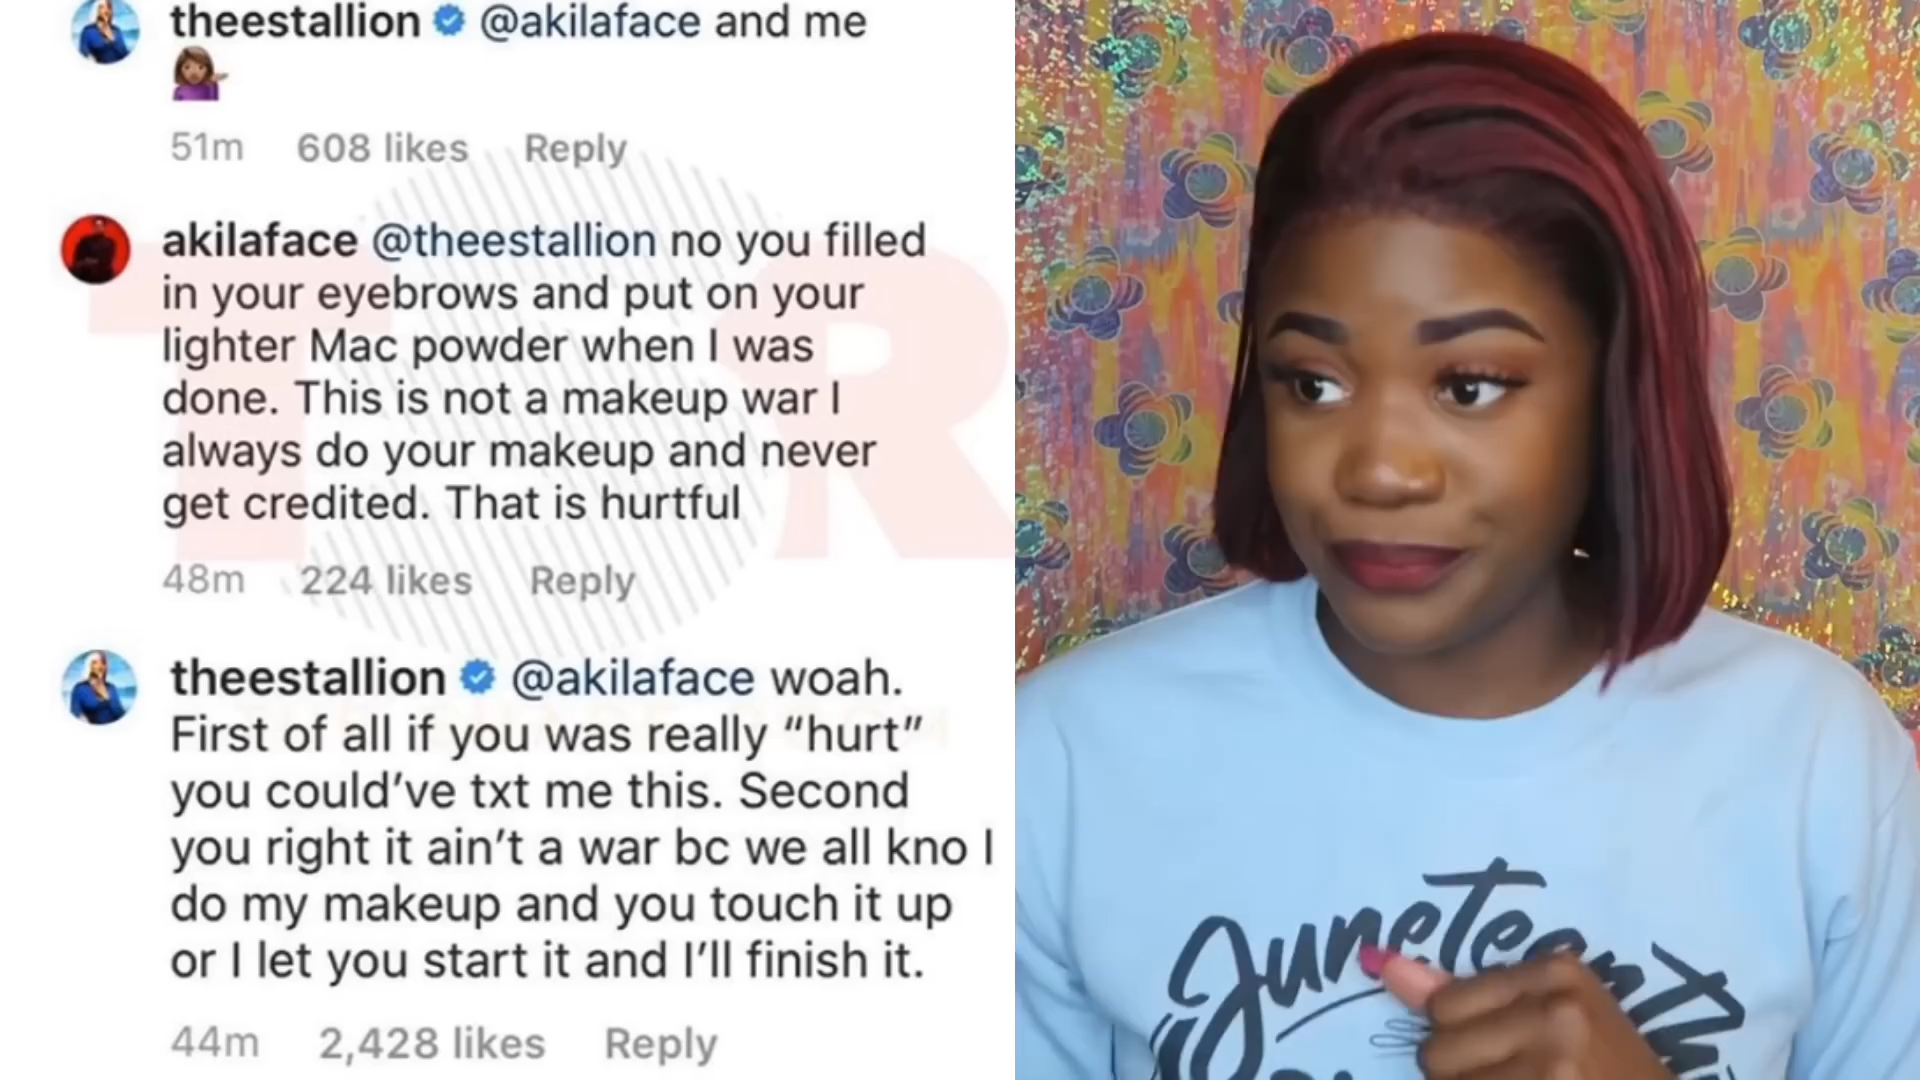 theestallion @akilaface and me
51m 608 likes Reply
akilaface @theestallion no you filled
in your eyebrows and put on your
lighter Mac powder when I was
done. This is not a makeup war I
always do your makeup and never
get credited. That is hurtful
48m 224 likes Reply
theestallion @akilaface woah.
First of all if you was really “hurt”
you could’ve txt me this. Second
you right it ain’t a war bc we all kno I
do my makeup and you touch it up
or I let you start it and I’ll finish it.
44m 2,428 likes Reply
TSR
Juneteenth